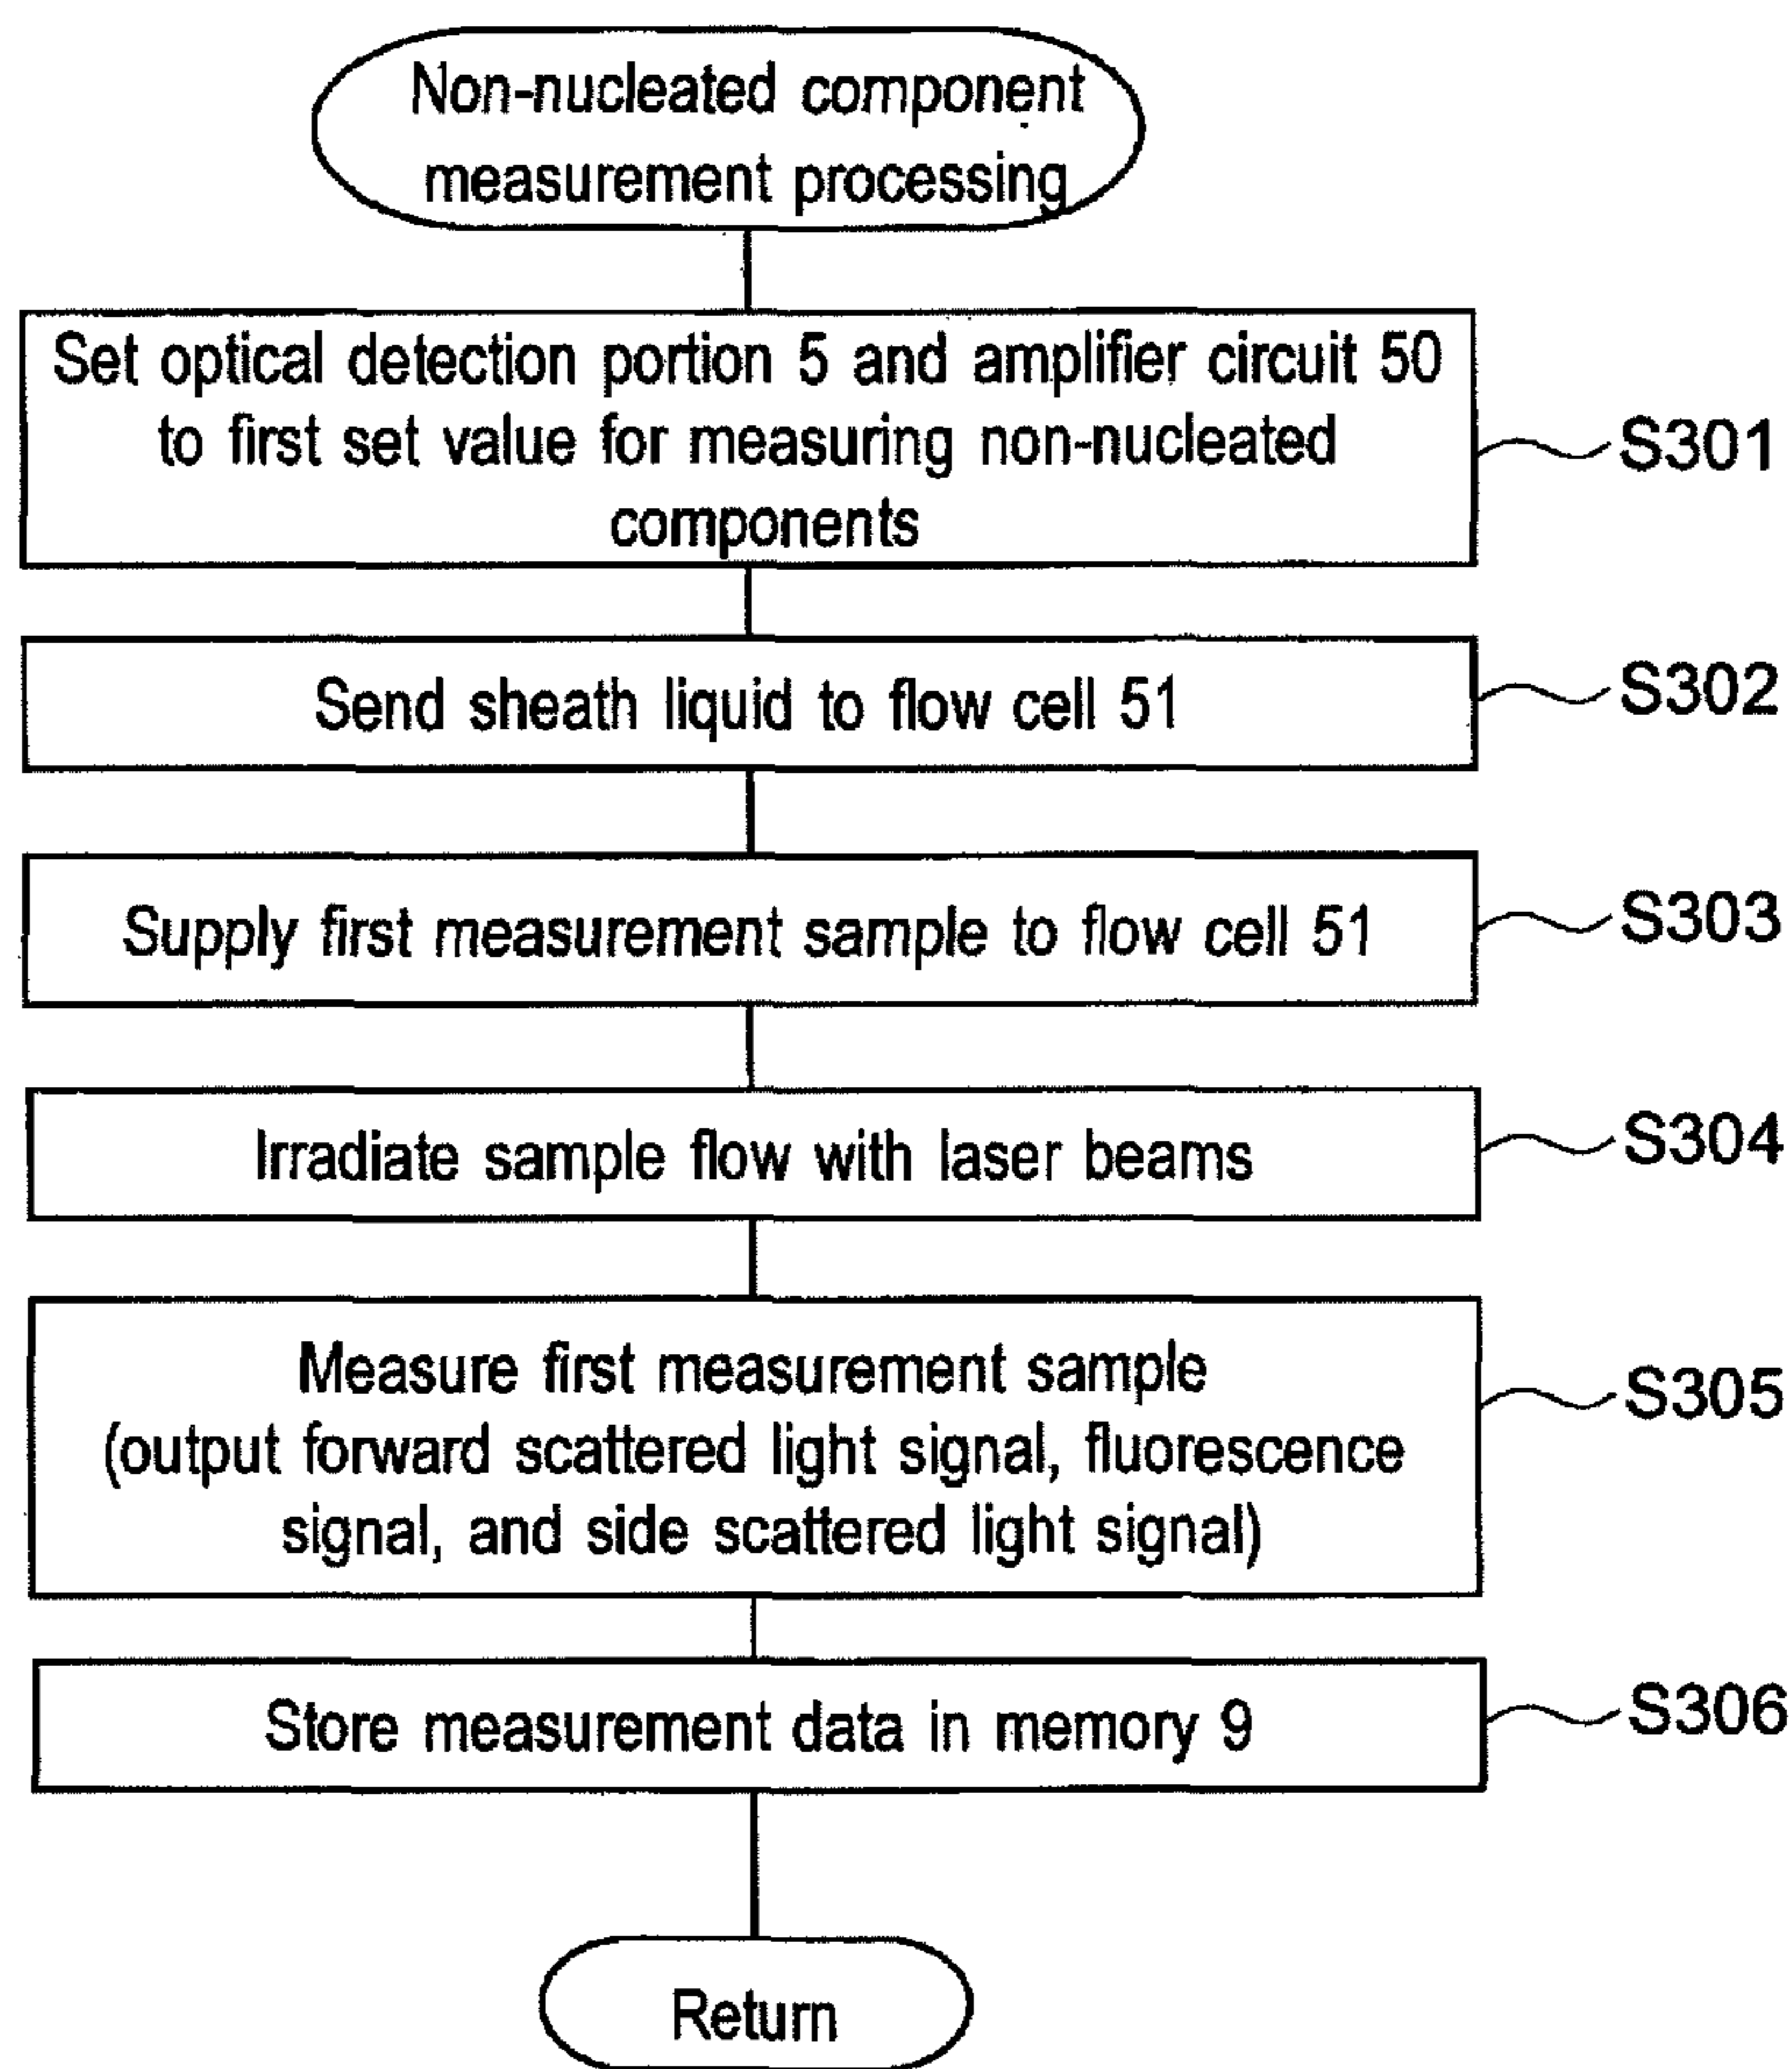 Non-nucleated component
measurement processing
Set optical detection portion 5 and amplifier circuit 50
to first set value for measuring non-nucleated
components
S301
Send sheath liquid to flow cell 51
S302
Supply first measurement sample to flow cell 51
S303
Irradiate sample flow with laser beams
S304
Measure first measurement sample
(output forward scattered light signal, fluorescence
signal, and side scattered light signal)
S305
Store measurement data in memory 9
S306
Return